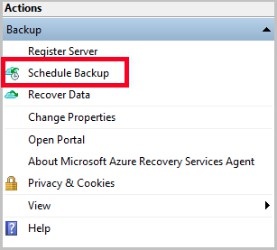 Actions
Backup
Register Server
Schedule Backup
Recover Data
Change Properties
Open Portal
About Microsoft Azure Recovery Services Agent
Privacy & Cookies
View
Help